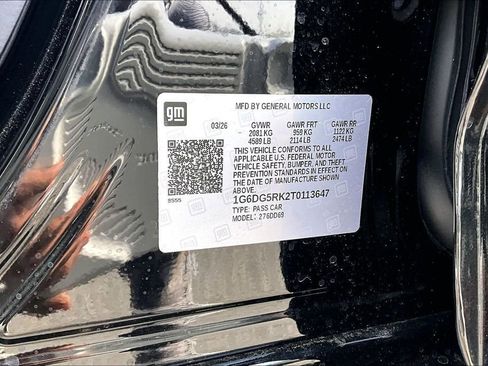 gm
MFD BY GENERAL MOTORS LLC
03/26 GVWR GAWR FRT GAWR RR
2081 KG 959 KG 1122 KG
4589 LB 2114 LB 2474 LB
THIS VEHICLE CONFORMS TO ALL
APPLICABLE U.S. FEDERAL MOTOR
VEHICLE SAFETY, BUMPER, AND THEFT
PREVENTION STANDARDS IN EFFECT ON
THE DATE OF MANUFACTURE SHOWN
ABOVE.
1G6DG5RK2T0113647
TYPE: PASS CAR
MODEL: 276DD69